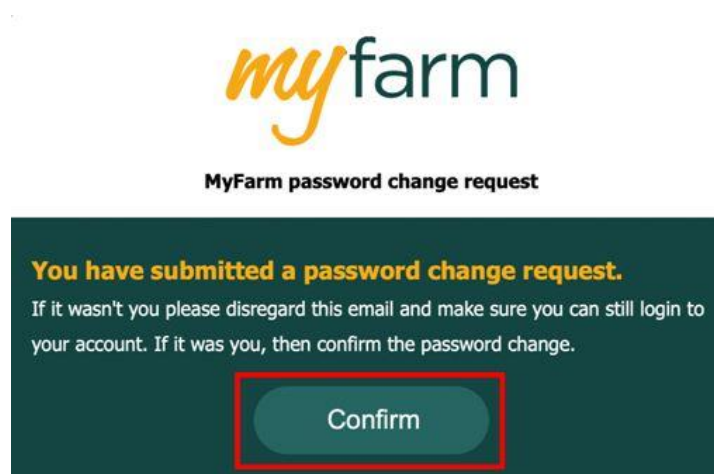 myfarm
MyFarm password change request
You have submitted a password change request.
If it wasn't you please disregard this email and make sure you can still login to
your account. If it was you, then confirm the password change.
Confirm